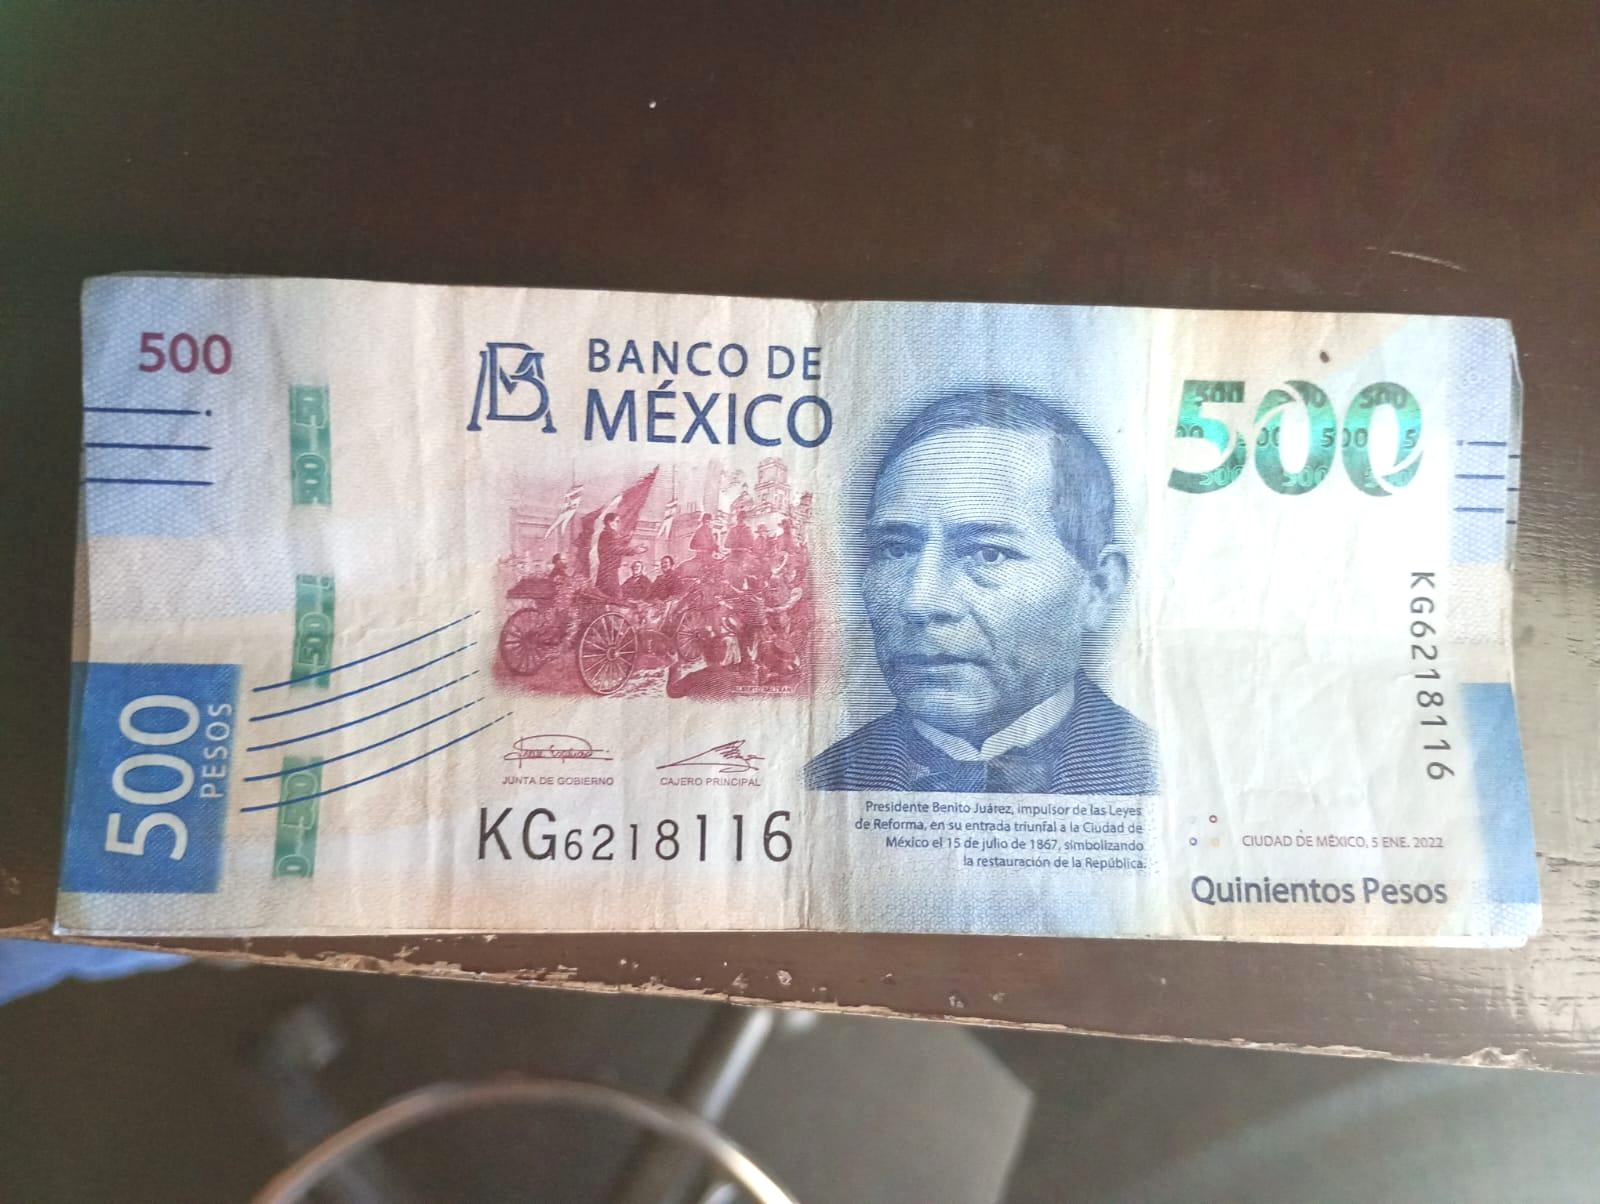 500
BANCO DE
MÉXICO
500
500
PESOS
JUNTA DE GOBIERNO
CAJERO PRINCIPAL
KG6218116
KG6218116
Presidente Benito Juárez, impulsor de las Leyes
de Reforma, en su entrada triunfal a la Ciudad de
México el 15 de julio de 1867, simbolizando
la restauración de la República.
CIUDAD DE MÉXICO, 5 ENE. 2022
Quinientos Pesos